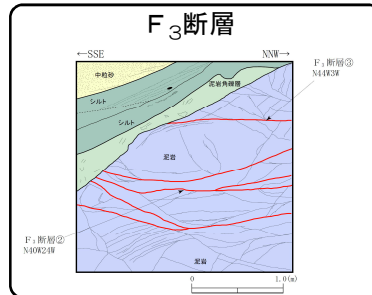 F₃断層
←SSE
NNW→
中粒砂
シルト
シルト
泥岩角礫層
F₃断層③
N44W3W
泥岩
F₃断層②
N40W24W
泥岩
0 1.0(m)